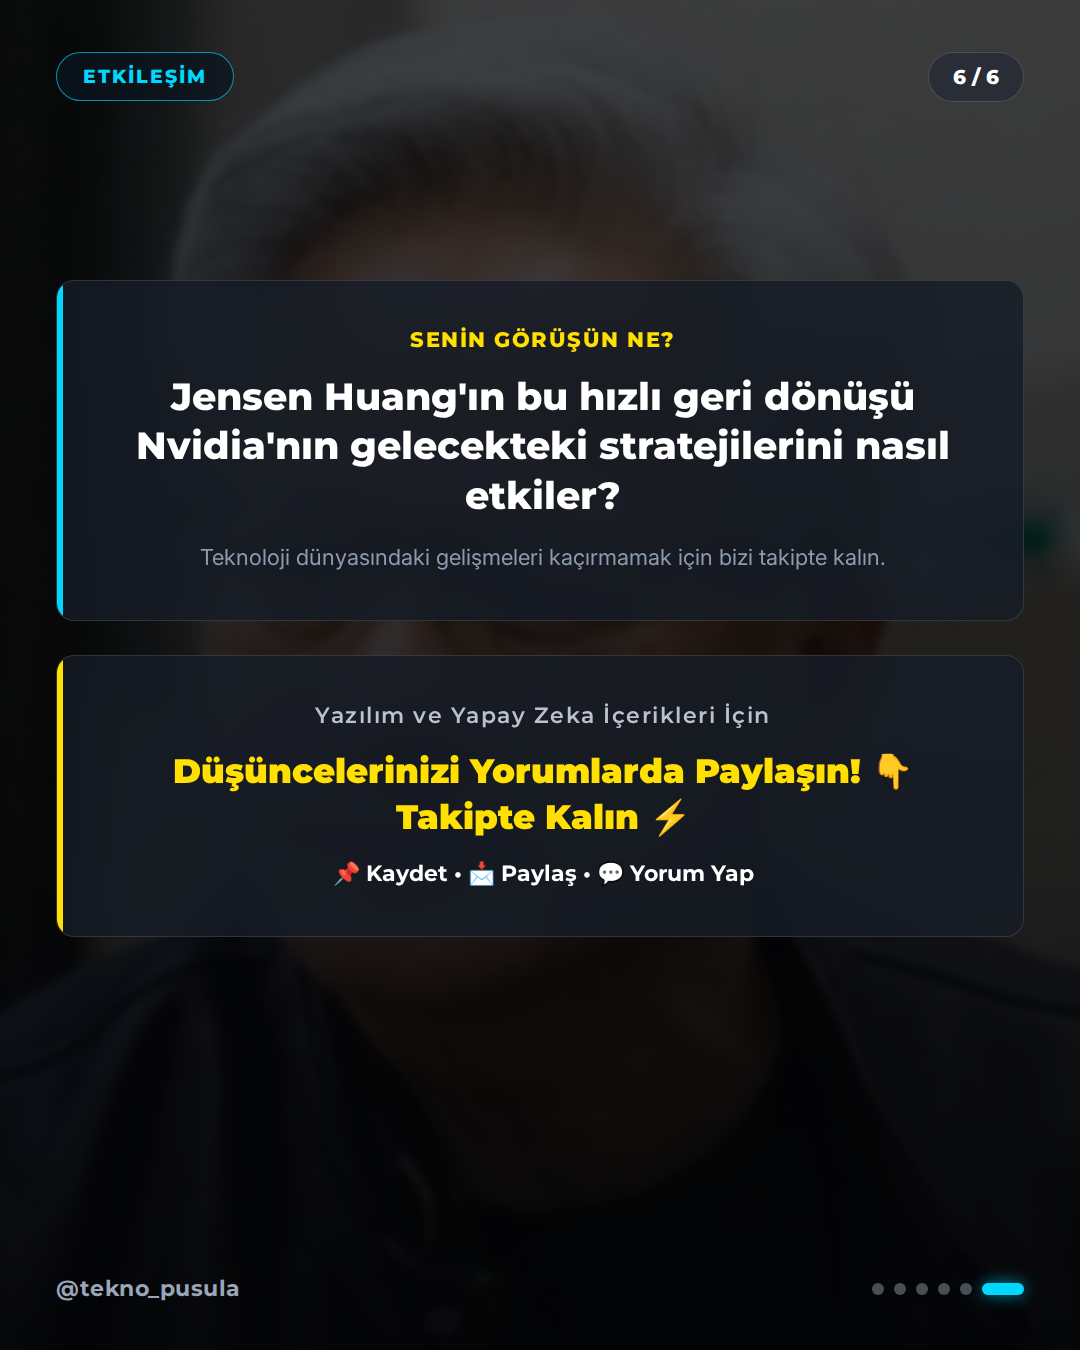 ETKİLEŞİM
6 / 6
SENİN GÖRÜŞÜN NE?
Jensen Huang'ın bu hızlı geri dönüşü
Nvidia'nın gelecekteki stratejilerini nasıl
etkiler?
Teknoloji dünyasındaki gelişmeleri kaçırmamak için bizi takipte kalın.
Yazılım ve Yapay Zeka İçerikleri İçin
Düşüncelerinizi Yorumlarda Paylaşın! 👇
Takipte Kalın ⚡
📌 Kaydet • 📩 Paylaş • 💬 Yorum Yap
@tekno_pusula